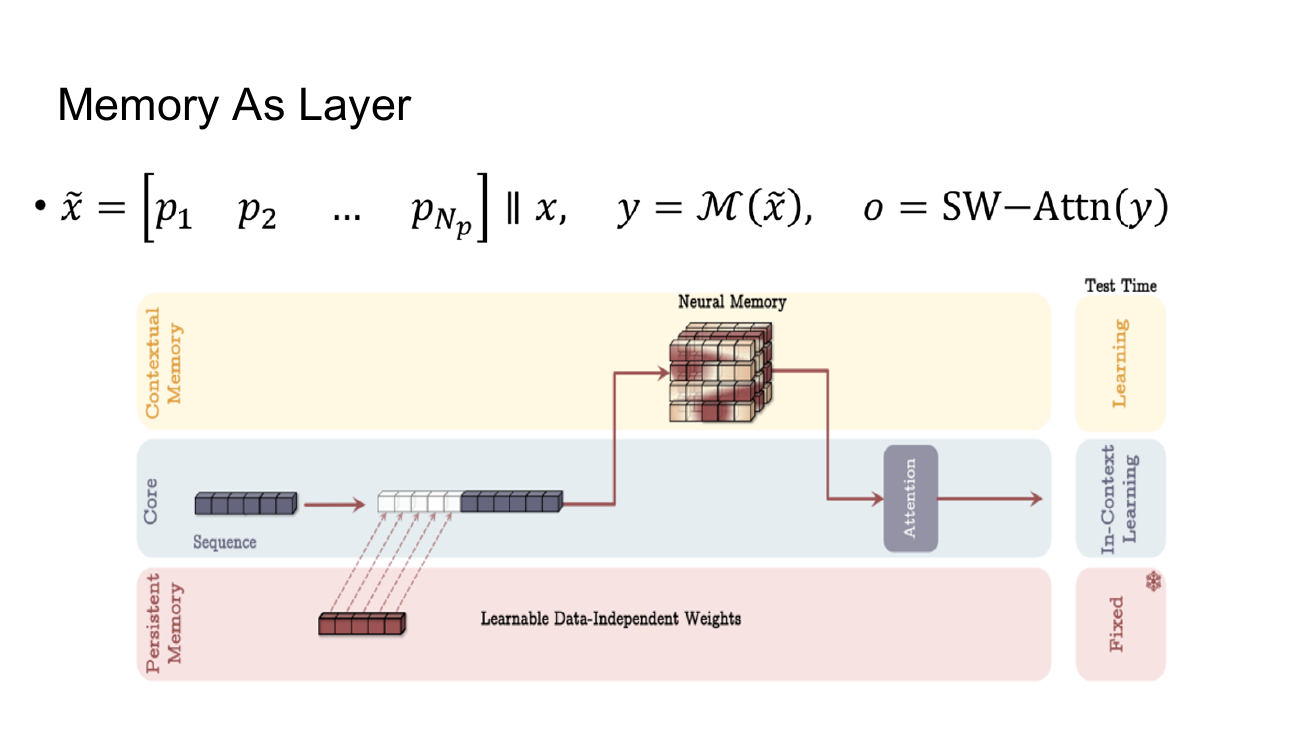 Memory As Layer
• x̃ = [p₁ p₂ … p_{N_p}] ∥ x, y = ℳ(x̃), o = SW−Attn(y)
Test Time
Neural Memory
Contextual
Memory
Learning
Core
Sequence
Attention
In-Context
Learning
Persistent
Memory
Learnable Data-Independent Weights
Fixed